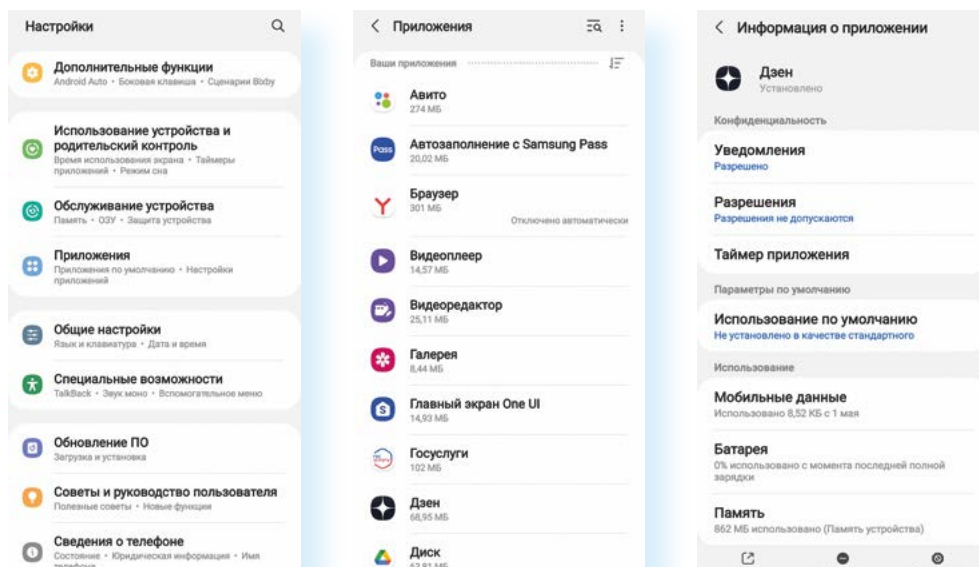 Настройки
Дополнительные функции
Android Auto • Боковая клавиша • Сценарии Bixby
Использование устройства и
родительский контроль
Время использования экрана • Таймеры
приложений • Режим сна
Обслуживание устройства
Память • ОЗУ • Защита устройства
Приложения
Приложения по умолчанию • Настройки
приложений
Общие настройки
Язык и клавиатура • Дата и время
Специальные возможности
TalkBack • Звук моно • Вспомогательное меню
Обновление ПО
Загрузка и установка
Советы и руководство пользователя
Полезные советы • Новые функции
Сведения о телефоне
Состояние • Юридическая информация • Имя
телефона
Приложения
Ваши приложения
Авито
274 МБ
Pass
Автозаполнение с Samsung Pass
20,02 МБ
Браузер
301 МБ
Отключено автоматически
Видеоплеер
14,57 МБ
Видеоредактор
25,11 МБ
Галерея
8,44 МБ
Главный экран One UI
14,93 МБ
Госуслуги
102 МБ
Дзен
68,95 МБ
Диск
63,81 МБ
Информация о приложении
Дзен
Установлено
Конфиденциальность
Уведомления
Разрешено
Разрешения
Разрешения не допускаются
Таймер приложения
Параметры по умолчанию
Использование по умолчанию
Не установлено в качестве стандартного
Использование
Мобильные данные
Использовано 8,52 КБ с 1 мая
Батарея
0% использовано с момента последней полной
зарядки
Память
862 МБ использовано (Память устройства)